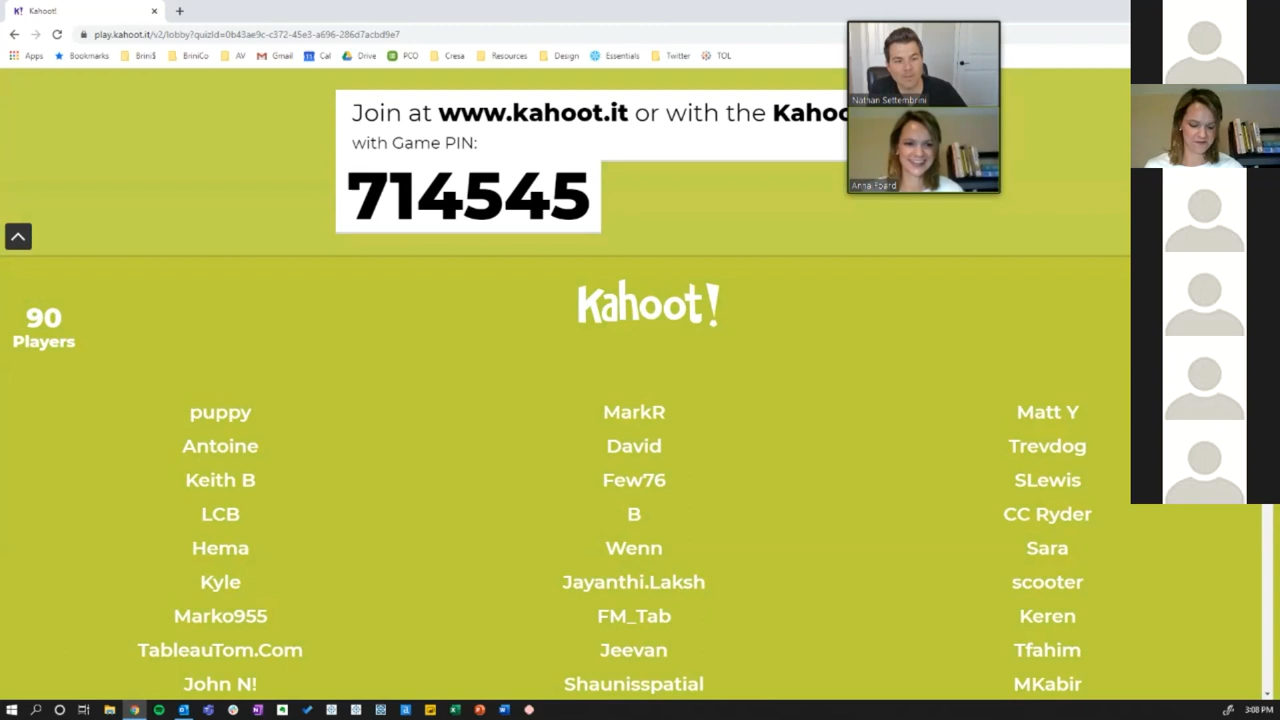 Kahoot!
play.kahoot.it/v2/lobby?quizId=0b43ae9c-c372-45e3-a696-286d7acbd9e7
Apps Bookmarks Brini$ BriniCo AV Gmail Cal Drive PCO Cresa Resources Design Essentials Twitter TOL
Nathan Settembrini
Anna Foard
Join at www.kahoot.it or with the Kahoo
with Game PIN:
714545
Kahoot!
90
Players
puppy MarkR Matt Y
Antoine David Trevdog
Keith B Few76 SLewis
LCB B CC Ryder
Hema Wenn Sara
Kyle Jayanthi.Laksh scooter
Marko955 FM_Tab Keren
TableauTom.Com Jeevan Tfahim
John N! Shaunisspatial MKabir
3:08 PM